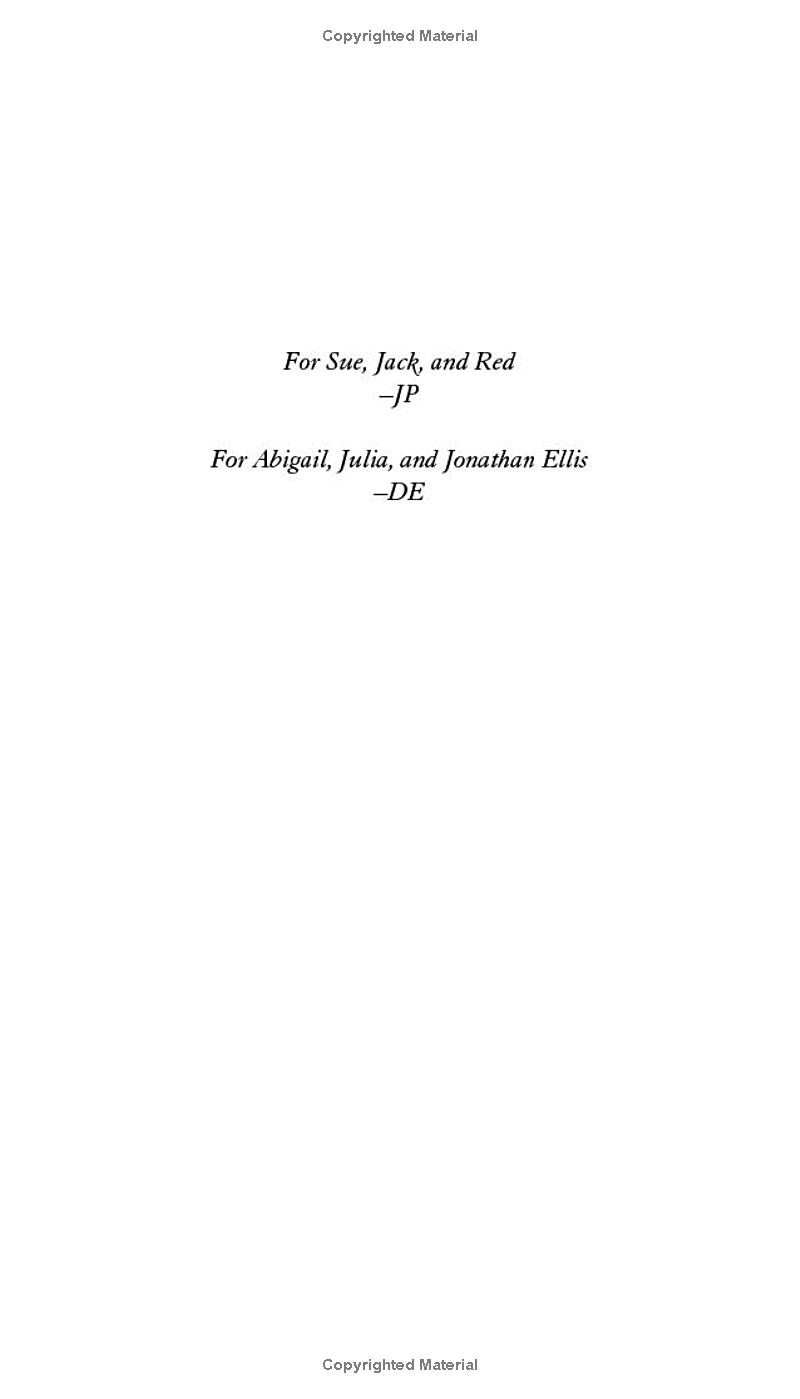 Copyrighted Material
For Sue, Jack, and Red
–JP
For Abigail, Julia, and Jonathan Ellis
–DE
Copyrighted Material